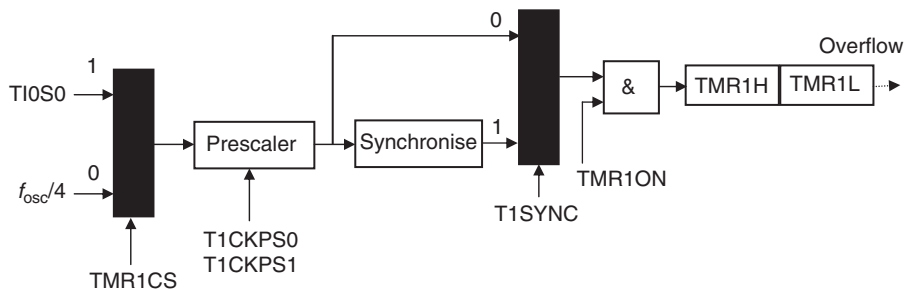 0
Overflow
1
TI0S0
TMR1H
TMR1L
&
Prescaler
Synchronise
1
0
fosc/4
TMR1ON
T1SYNC
T1CKPS0
T1CKPS1
TMR1CS